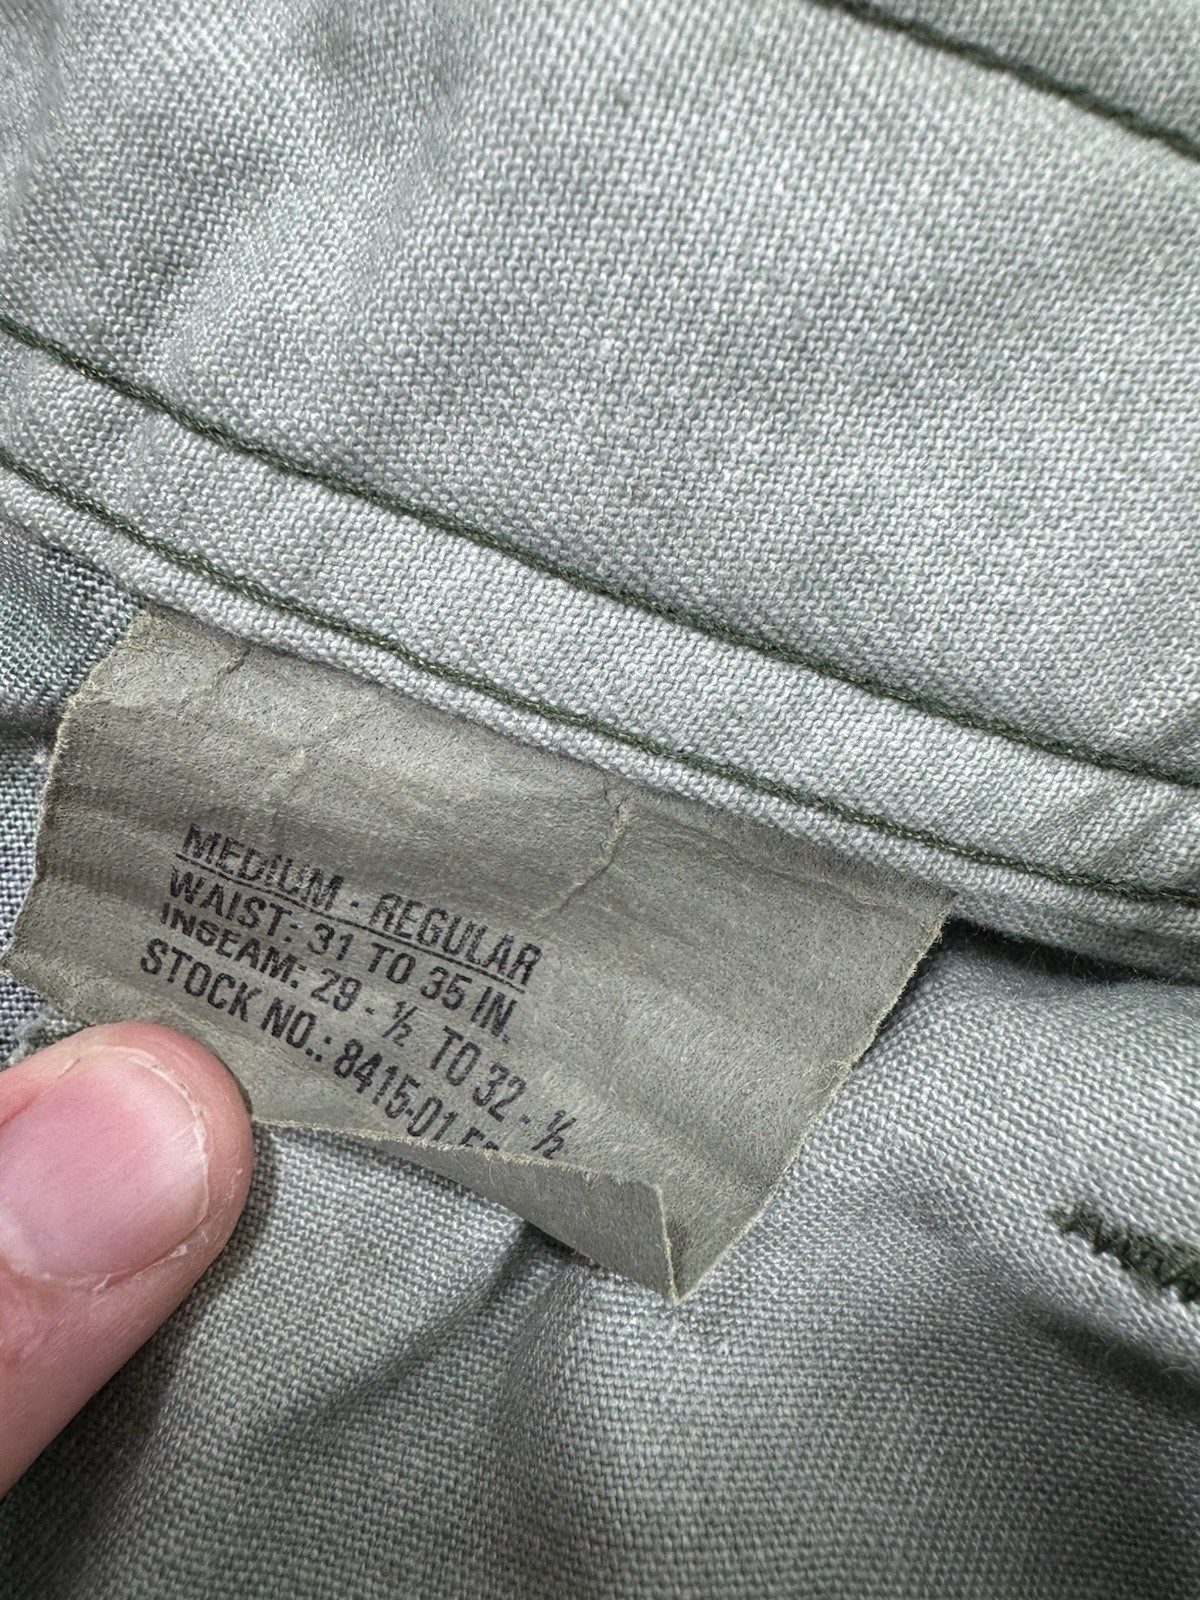 MEDIUM - REGULAR
WAIST: 31 TO 35 IN.
INSEAM: 29 - ½ TO 32 - ½
STOCK NO.: 8415-01